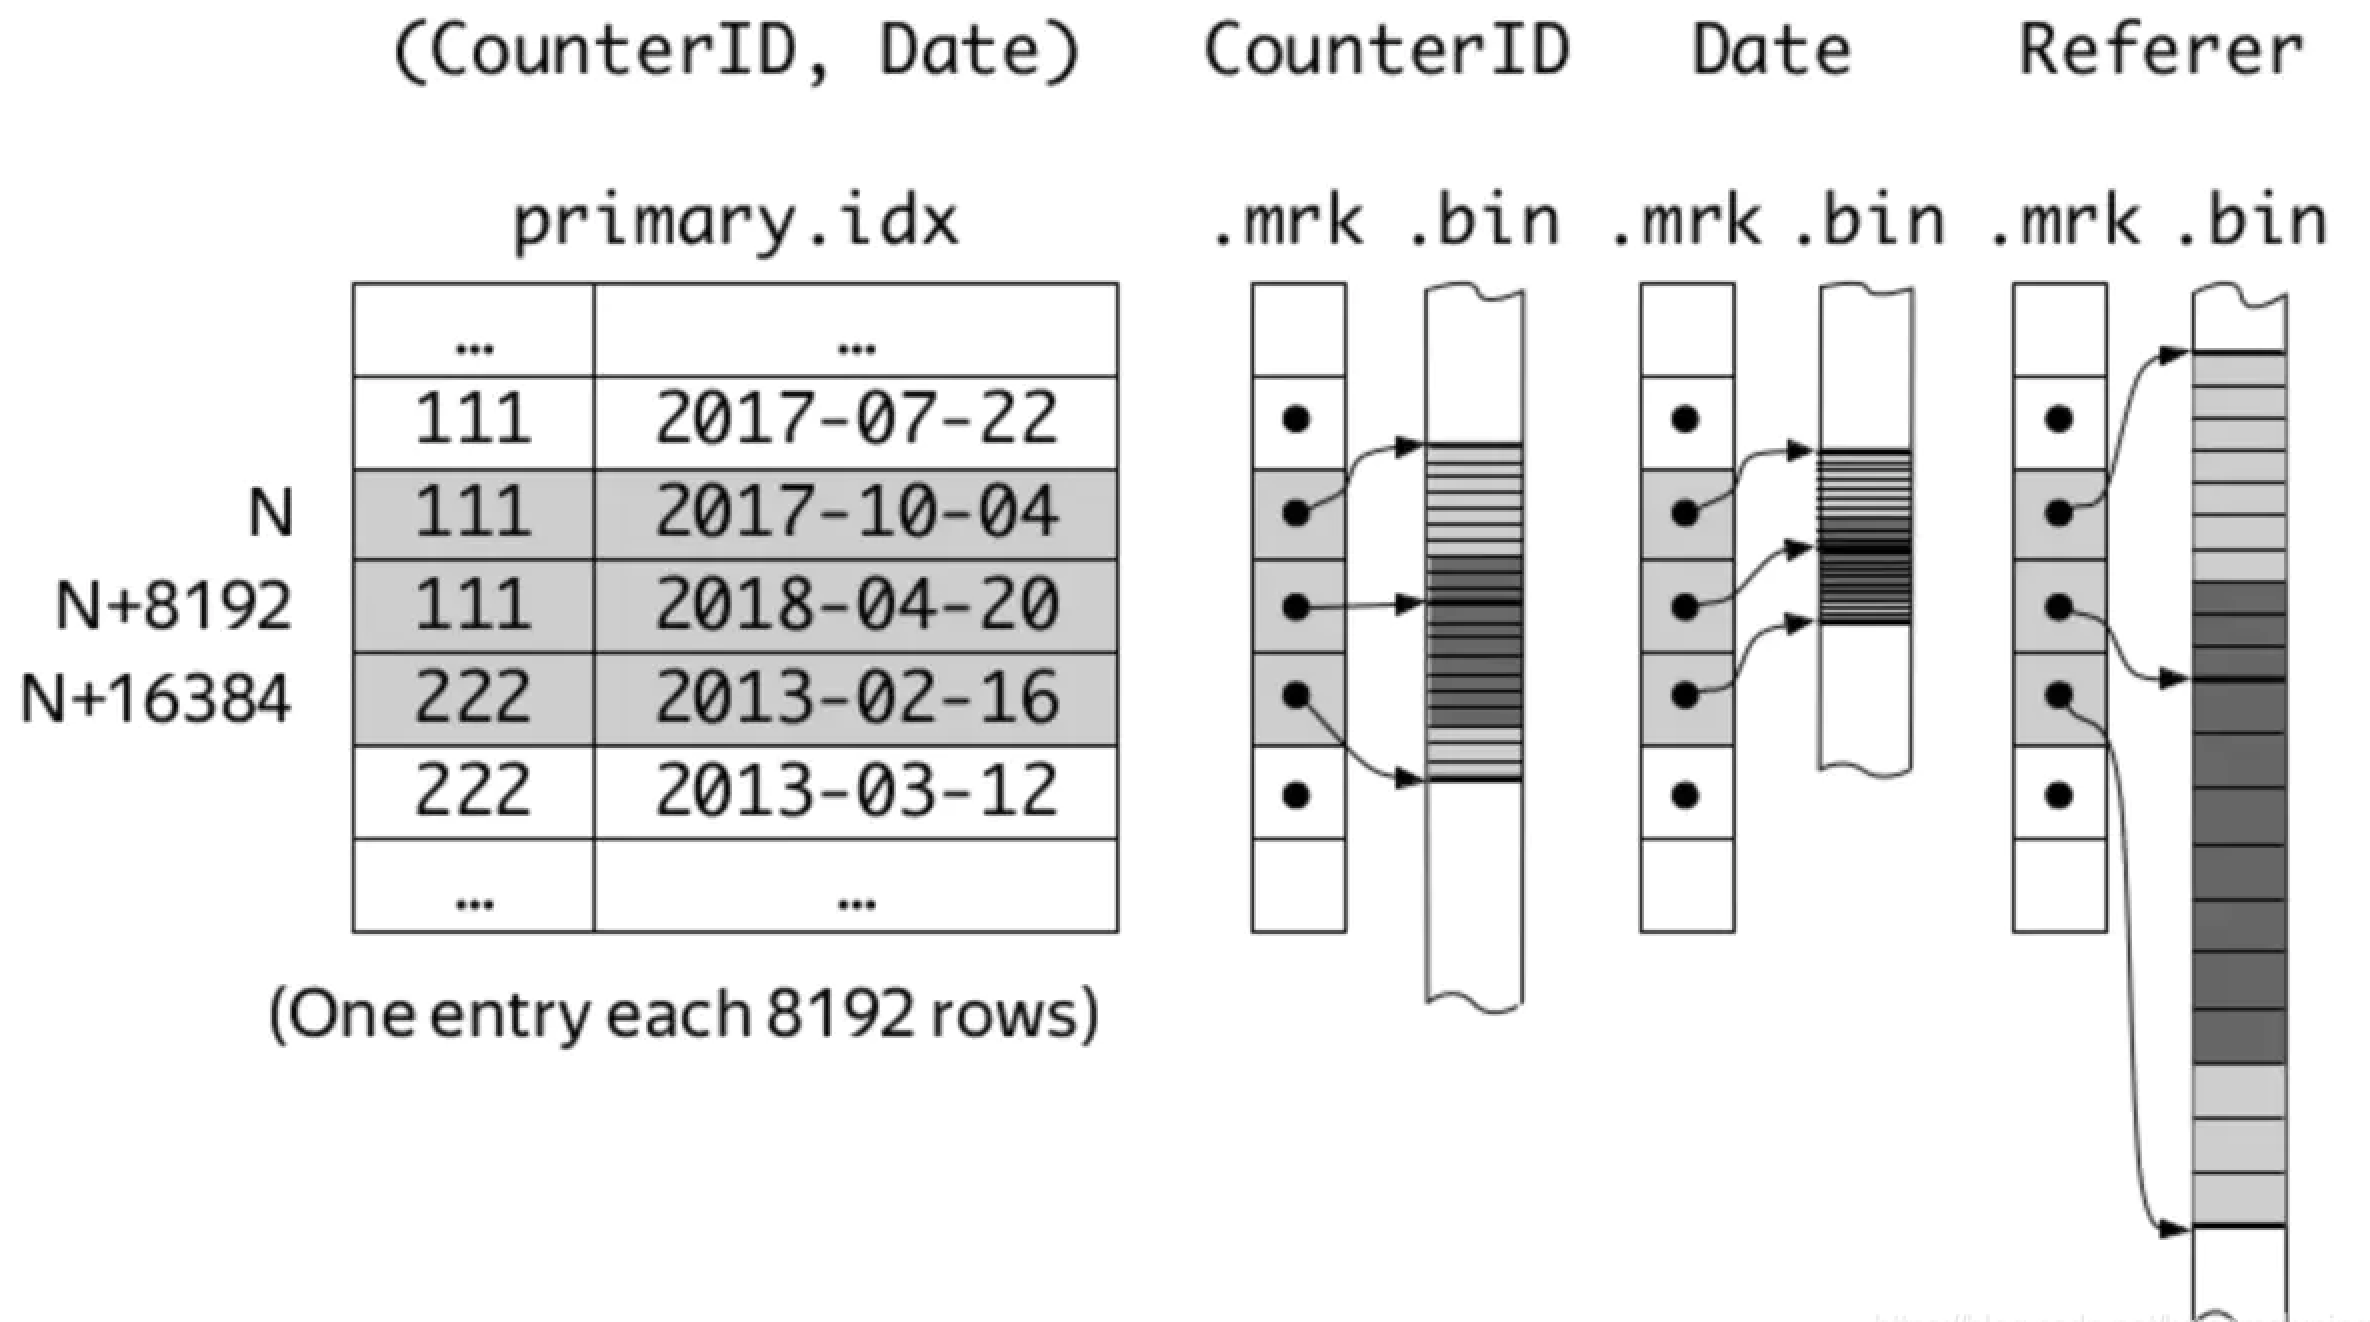 (CounterID, Date) CounterID Date Referer
primary.idx .mrk .bin .mrk .bin .mrk .bin
... ...
111 2017-07-22
N 111 2017-10-04
N+8192 111 2018-04-20
N+16384 222 2013-02-16
222 2013-03-12
... ...
(One entry each 8192 rows)